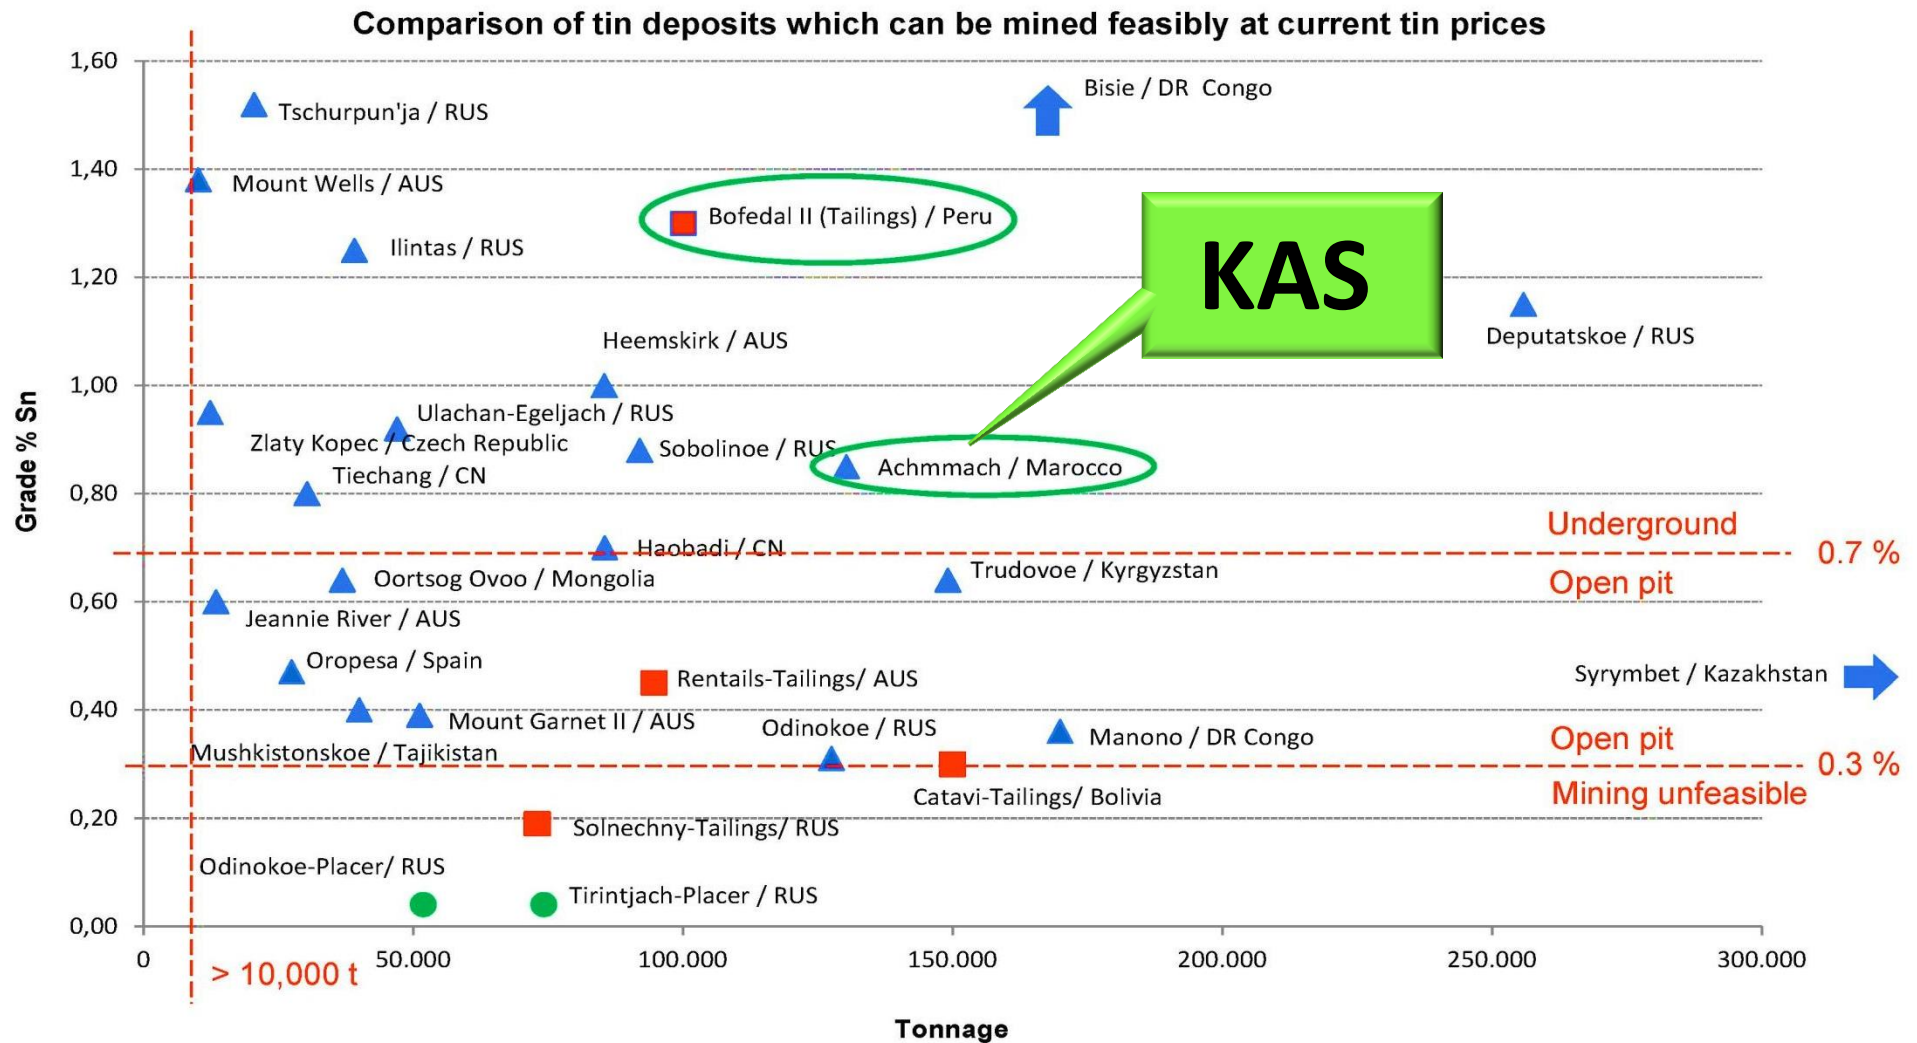 Comparison of tin deposits which can be mined feasibly at current tin prices
1,60
Bisie / DR Congo
Tschurpun'ja / RUS
1,40
Mount Wells / AUS
Bofedal II (Tailings) / Peru
KAS
Ilintas / RUS
1,20
Deputatskoe / RUS
Heemskirk / AUS
1,00
Ulachan-Egeljach / RUS
Zlaty Kopec / Czech Republic
Sobolinoe / RUS
Achmmach / Marocco
Tiechang / CN
0,80
Grade % Sn
Underground
Haobadi / CN
0.7 %
Oortsog Ovoo / Mongolia
Trudovoe / Kyrgyzstan
Open pit
0,60
Jeannie River / AUS
Oropesa / Spain
Rentails-Tailings/ AUS
Syrymbet / Kazakhstan
0,40
Mount Garnet II / AUS
Odinokoe / RUS
Manono / DR Congo
Open pit
Mushkistonskoe / Tajikistan
0.3 %
Catavi-Tailings/ Bolivia
Mining unfeasible
0,20
Solnechny-Tailings/ RUS
Odinokoe-Placer/ RUS
Tirintjach-Placer / RUS
0,00
0
> 10,000 t
50.000
100.000
150.000
200.000
250.000
300.000
Tonnage